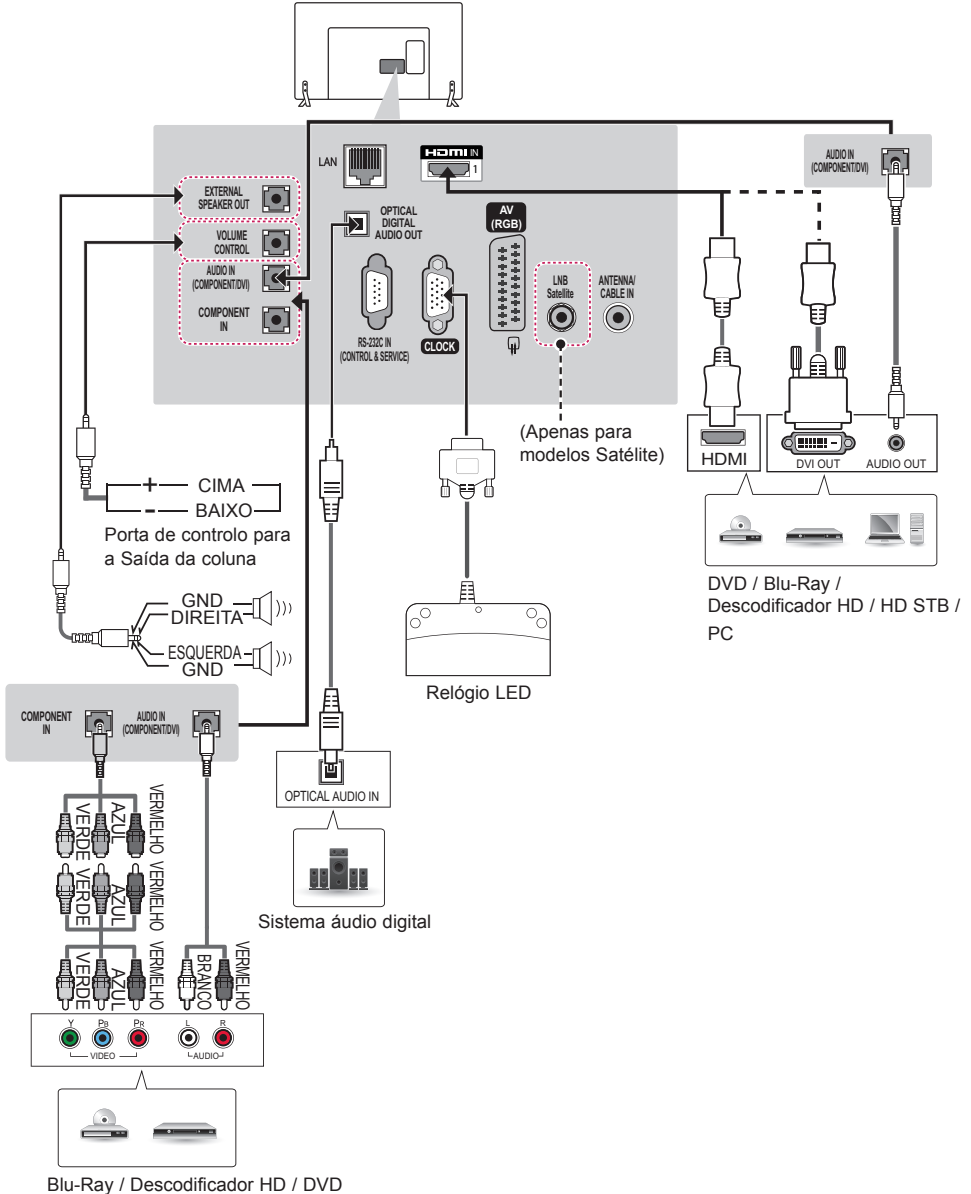 LAN
HDMI IN
1
AUDIO IN
(COMPONENT/DVI)
EXTERNAL
SPEAKER OUT
OPTICAL
DIGITAL
AUDIO OUT
AV
(RGB)
VOLUME
CONTROL
AUDIO IN
(COMPONENT/DVI)
COMPONENT
IN
LNB
Satellite
ANTENNA/
CABLE IN
RS-232C IN
(CONTROL & SERVICE)
CLOCK
(Apenas para
modelos Satélite)
HDMI
DVI OUT
AUDIO OUT
+ CIMA
- BAIXO
Porta de controlo para
a Saída da coluna
DVD / Blu-Ray /
Descodificador HD / HD STB /
PC
GND
DIREITA
ESQUERDA
GND
Relógio LED
COMPONENT
IN
AUDIO IN
(COMPONENT/DVI)
OPTICAL AUDIO IN
Sistema áudio digital
VERDE
AZUL
VERMELHO
VERDE
AZUL
VERMELHO
VERDE
AZUL
VERMELHO
BRANCO
VERMELHO
Y PB PR
VIDEO
L R
AUDIO
Blu-Ray / Descodificador HD / DVD